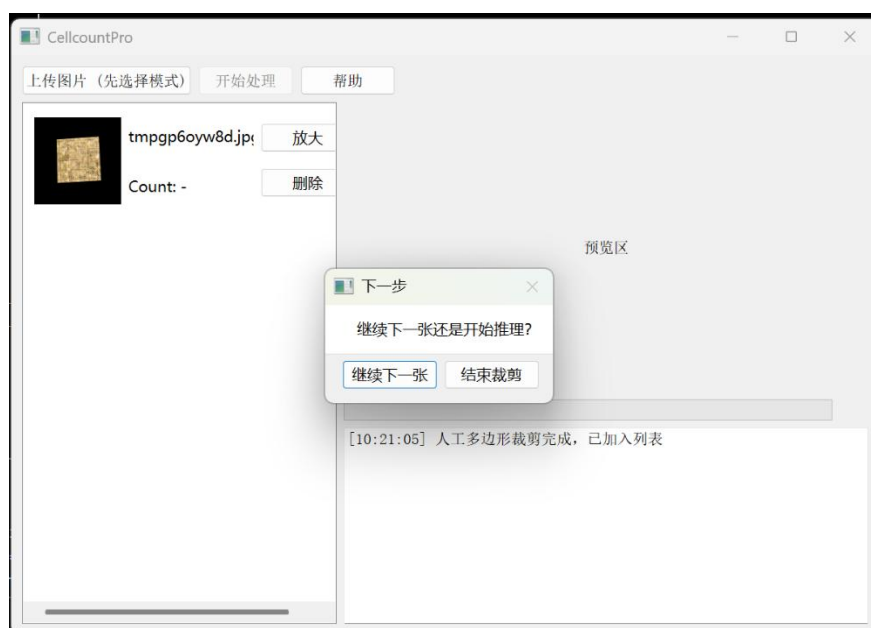 CellcountPro
上传图片 (先选择模式) 开始处理 帮助
tmpgp6oyw8d.jp
放大
Count: -
删除
预览区
下一步
继续下一张还是开始推理?
继续下一张 结束裁剪
[10:21:05] 人工多边形裁剪完成，已加入列表